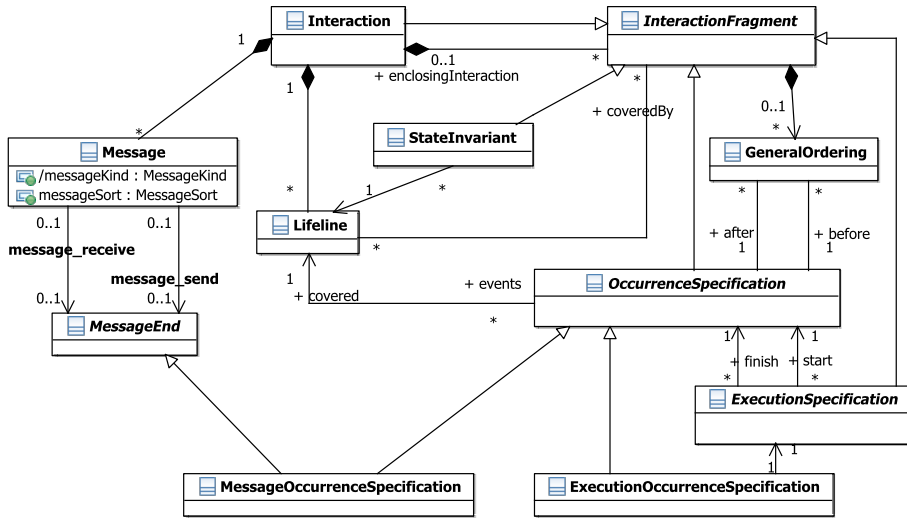 Interaction
InteractionFragment
1
0..1
*
+ enclosingInteraction
1
*
+ coveredBy
0..1
*
*
StateInvariant
GeneralOrdering
Message
/messageKind : MessageKind
messageSort : MessageSort
*
1
*
*
*
0..1
0..1
Lifeline
*
+ after
+ before
1
1
message_receive
message_send
1
+ covered
+ events
*
OccurrenceSpecification
0..1
0..1
MessageEnd
1
1
+ finish
+ start
*
*
ExecutionSpecification
1
1
MessageOccurrenceSpecification
ExecutionOccurrenceSpecification